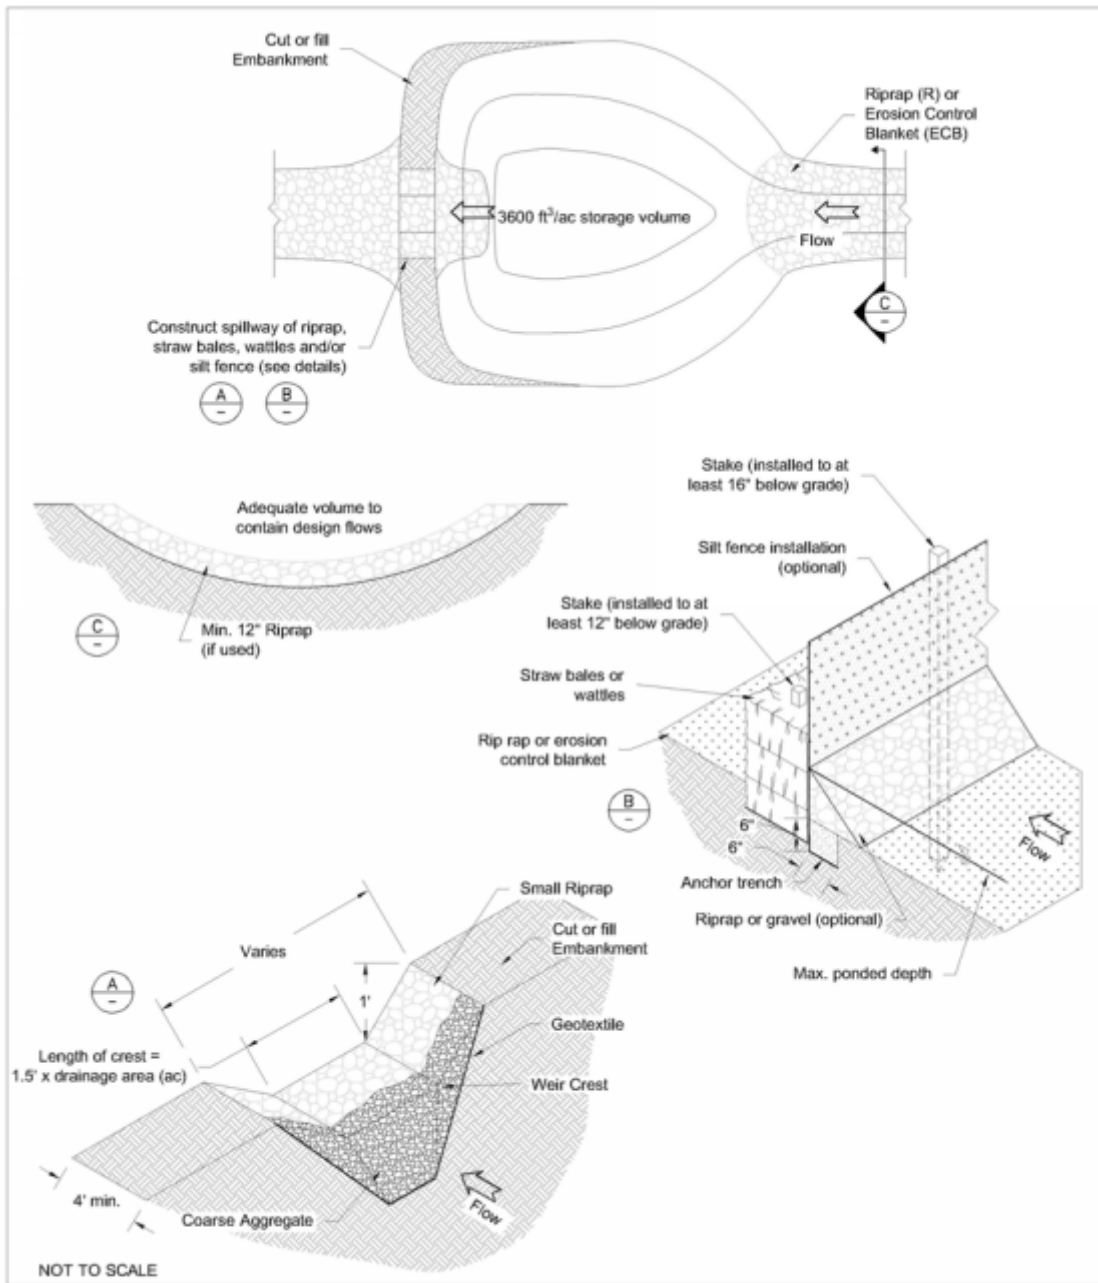 Cut or fill
Embankment
Riprap (R) or
Erosion Control
Blanket (ECB)
3600 ft³/ac storage volume
Flow
C
–
Construct spillway of riprap,
straw bales, wattles and/or
silt fence (see details)
A
–
B
–
Stake (installed to at
least 16" below grade)
Adequate volume to
contain design flows
Silt fence installation
(optional)
Stake (installed to at
least 12" below grade)
C
–
Min. 12" Riprap
(if used)
Straw bales or
wattles
Rip rap or erosion
control blanket
B
–
6"
6"
Flow
Anchor trench
Riprap or gravel (optional)
Max. ponded depth
Small Riprap
Cut or fill
Embankment
Varies
A
–
1'
Geotextile
Length of crest =
1.5' x drainage area (ac)
Weir Crest
4' min.
Flow
Coarse Aggregate
NOT TO SCALE